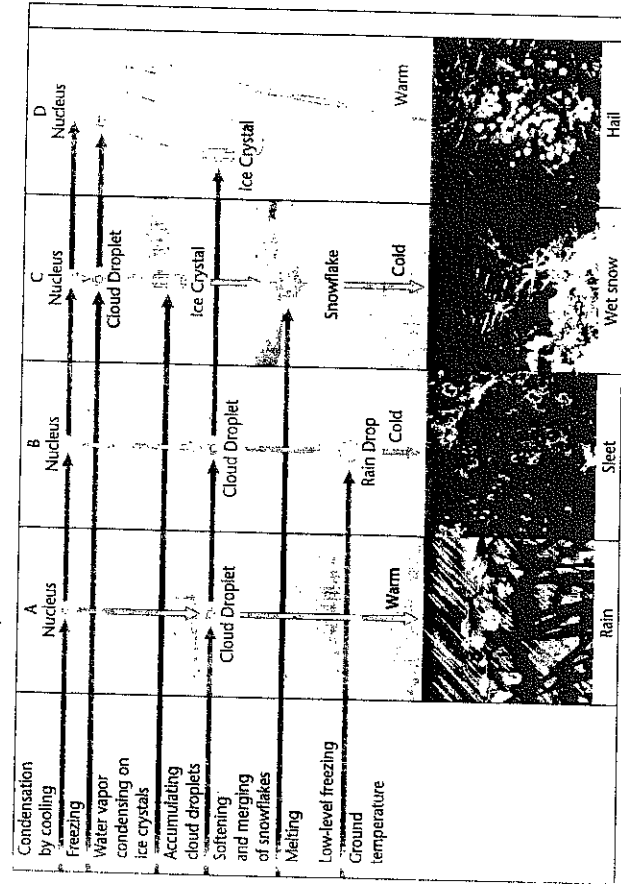 Condensation
by cooling
Freezing
Water vapor
condensing on
ice crystals
Accumulating
cloud droplets
Softening
and merging
of snowflakes
Melting
Low-level freezing
Ground
temperature
A
Nucleus
Cloud Droplet
Warm
Rain
B
Nucleus
Cloud Droplet
Rain Drop
Cold
Sleet
C
Nucleus
Cloud Droplet
Ice Crystal
Snowflake
Cold
Wet snow
D
Nucleus
Ice Crystal
Warm
Hail